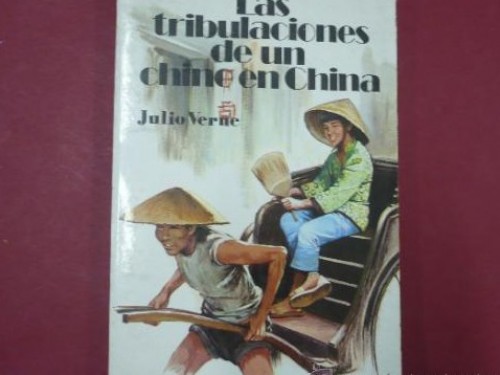 Las
tribulaciones
de un
chino en China
Julio Verne